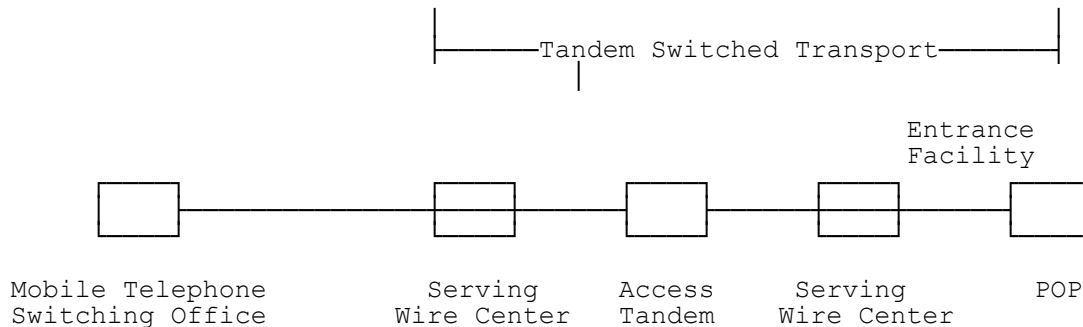 Tandem Switched Transport
Entrance
Facility
Mobile Telephone Serving Access Serving POP
Switching Office Wire Center Tandem Wire Center